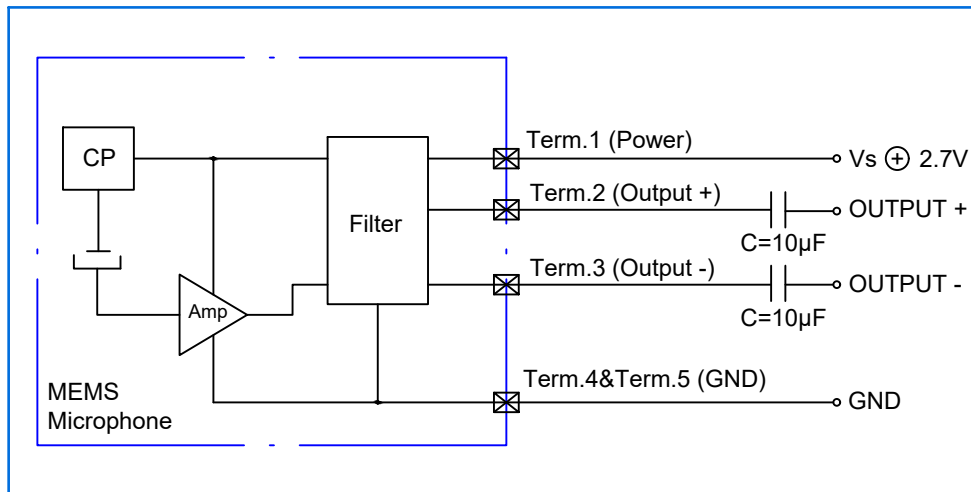 Term.1 (Power)
CP
Vs ⊕ 2.7V
Term.2 (Output +)
OUTPUT +
Filter
C=10µF
Term.3 (Output -)
OUTPUT -
Amp
C=10µF
Term.4&Term.5 (GND)
GND
MEMS
Microphone